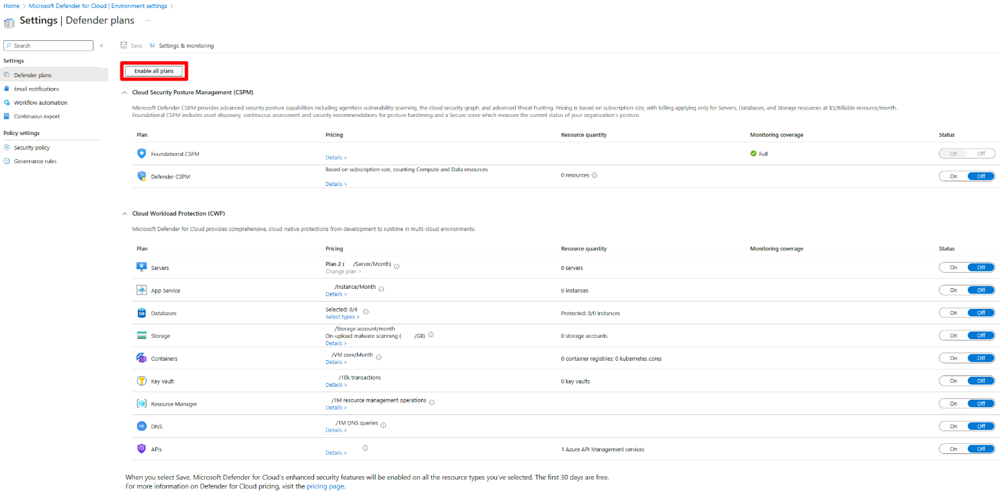 Home > Microsoft Defender for Cloud | Environment settings >
Settings | Defender plans ...
Search «
Settings
Defender plans
Email notifications
Workflow automation
Continuous export
Policy settings
Security policy
Governance rules
Save Settings & monitoring
Enable all plans
Cloud Security Posture Management (CSPM)
Microsoft Defender CSPM provides advanced security posture capabilities including agentless vulnerability scanning, the cloud security graph, and advanced threat hunting. Pricing is based on subscription size, with billing applying only for Servers, Databases, and Storage resources at $5/Billable resource/month.
Foundational CSPM includes asset discovery, continuous assessment and security recommendations for posture hardening and a Secure score which measure the current status of your organization's posture.
Plan Pricing Resource quantity Monitoring coverage Status
Foundational CSPM Details > Full On Off
Based on subscription size, counting Compute and Data resources
Defender CSPM 0 resources On Off
Details >
Cloud Workload Protection (CWP)
Microsoft Defender for Cloud provides comprehensive, cloud-native protections from development to runtime in multi-cloud environments.
Plan Pricing Resource quantity Monitoring coverage Status
Servers Plan 2 ( /Server/Month) 0 servers On Off
Change plan >
App Service /Instance/Month 0 instances On Off
Details >
Databases Selected: 0/4 Protected: 0/0 instances On Off
Select types >
/Storage account/month
Storage On-upload malware scanning ( /GB) 0 storage accounts On Off
Details >
Containers /VM core/Month 0 container registries; 0 kubernetes cores On Off
Details >
Key Vault /10k transactions 0 key vaults On Off
Details >
Resource Manager /1M resource management operations On Off
Details >
DNS /1M DNS queries On Off
Details >
APIs 1 Azure API Management services On Off
Details >
When you select Save, Microsoft Defender for Cloud's enhanced security features will be enabled on all the resource types you've selected. The first 30 days are free.
For more information on Defender for Cloud pricing, visit the pricing page.